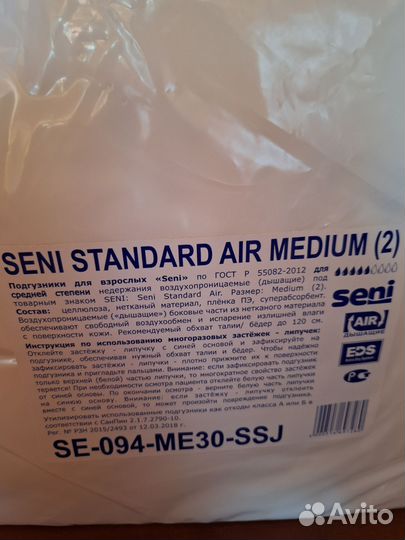 SENI STANDARD AIR MEDIUM (2)
Подгузники для взрослых «Seni» по ГОСТ Р 55082-2012 для
средней степени недержания воздухопроницаемые (дышащие) под
товарным знаком SENI: Seni Standard Air. Размер: Medium (2).
Состав: целлюлоза, нетканый материал, плёнка ПЭ, суперабсорбент.
Воздухопроницаемые («дышащие») боковые части из нетканого материала
обеспечивают свободный воздухообмен и испарение излишней влаги
с поверхности кожи. Рекомендуемый обхват талии/ бедер до 120 см.
Инструкция по использованию многоразовых застёжек - липучек:
Отклейте застёжку - липучку с синей основой и зафиксируйте на
подгузнике, обеспечивая нужный обхват талии и бёдер. Чтобы надежно
зафиксировать застёжки - липучки - плотно прижмите их к поверхности
подгузника и пригладьте пальцами. Внимание: если зафиксировать подгузник
только верхней (белой) частью липучки, то многократное свойство застёжек
теряется! При необходимости осмотра пациента отклейте белую часть липучки
от синей основы. По окончании осмотра - верните белую часть липучки
на синюю основу. Внимание: не следует отклеивать застёжку - липучку
вместе с синей основой, т.к. это может произойти повреждение подгузника.
Утилизировать использованные подгузники как отходы класса А или Б в
соответствии с СанПин 2.1.7.2790-10.
Рег. № РЗН 2015/2493 от 12.03.2018 г.
seni
(AIR)
ДЫШАЩИЕ
EDS
SE-094-ME30-SSJ
Avito